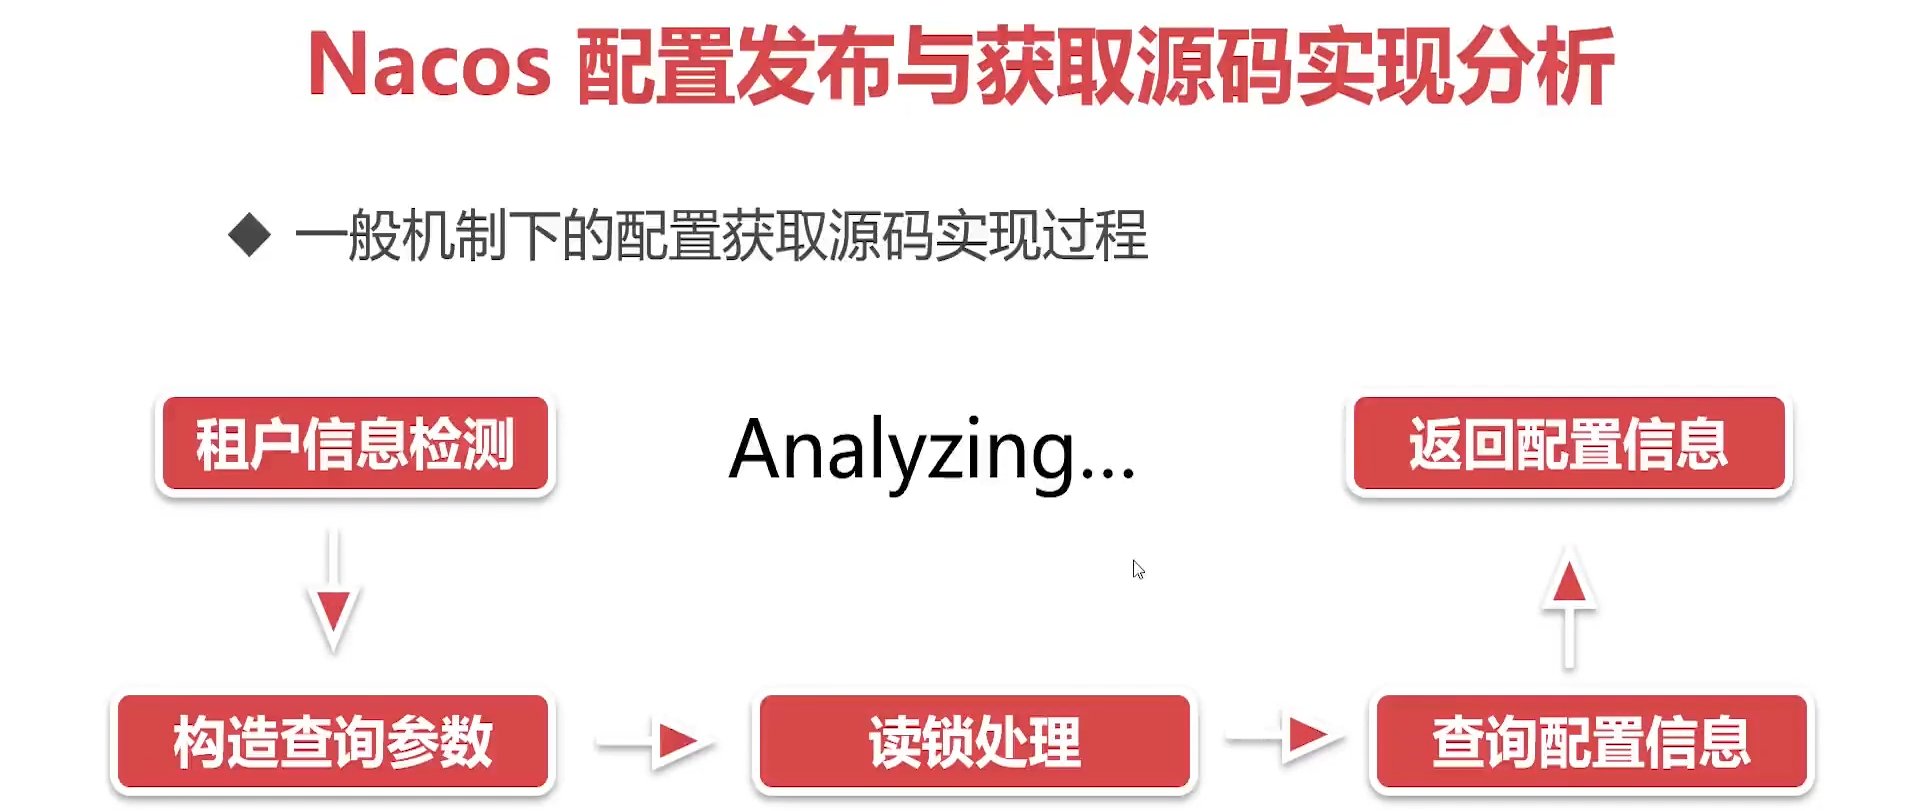 Nacos 配置发布与获取源码实现分析
◆ 一般机制下的配置获取源码实现过程
租户信息检测
Analyzing...
返回配置信息
构造查询参数
读锁处理
查询配置信息